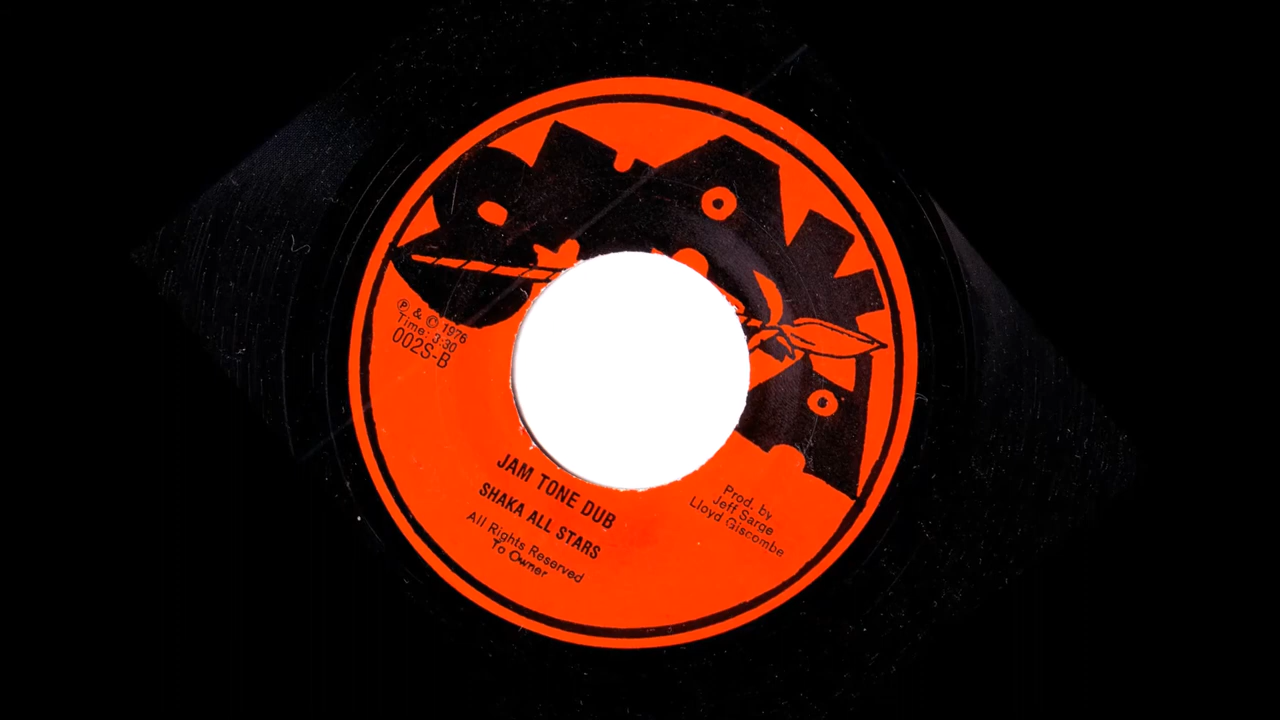 ℗ & © 1976
Time: 3:30
002S-B
JAM TONE DUB
SHAKA ALL STARS
All Rights Reserved
To Owner
Prod. by
Jeff Sarge
Lloyd Giscombe